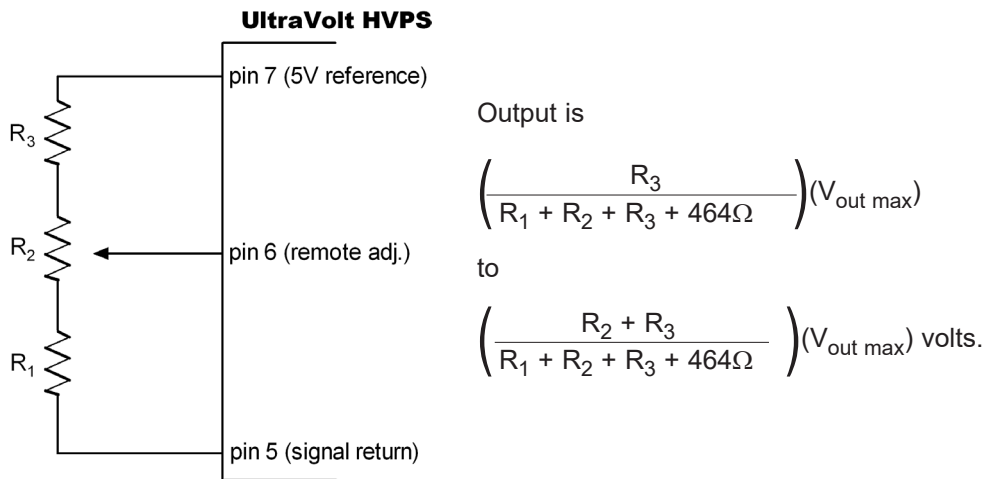 UltraVolt HVPS
pin 7 (5V reference)
R3
R2
pin 6 (remote adj.)
R1
pin 5 (signal return)
Output is
R3
R1 + R2 + R3 + 464Ω
(Vout max)
to
R2 + R3
R1 + R2 + R3 + 464Ω
(Vout max) volts.